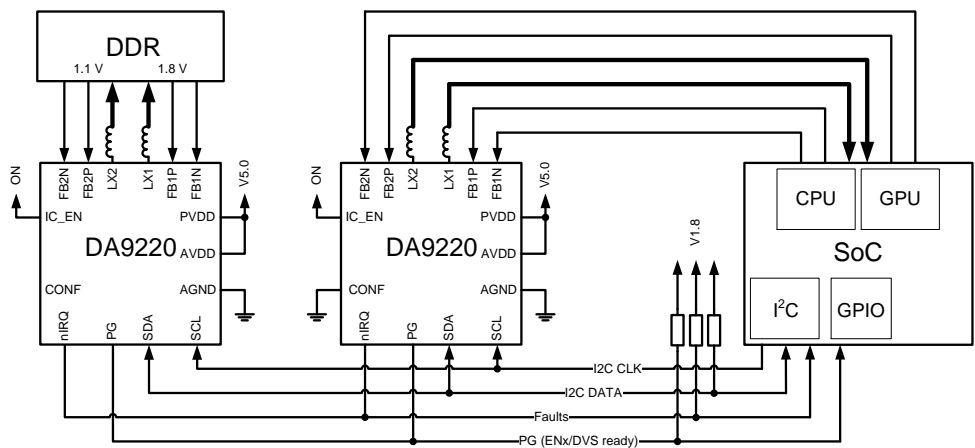 DDR
1.1 V
1.8 V
ON
FB2N
FB2P
LX2
LX1
FB1P
FB1N
V5.0
IC_EN
PVDD
DA9220
AVDD
CONF
AGND
nIRQ
PG
SDA
SCL
ON
FB2N
FB2P
LX2
LX1
FB1P
FB1N
V5.0
IC_EN
PVDD
DA9220
AVDD
CONF
AGND
nIRQ
PG
SDA
SCL
V1.8
CPU
GPU
SoC
I²C
GPIO
I2C CLK
I2C DATA
Faults
PG (ENx/DVS ready)